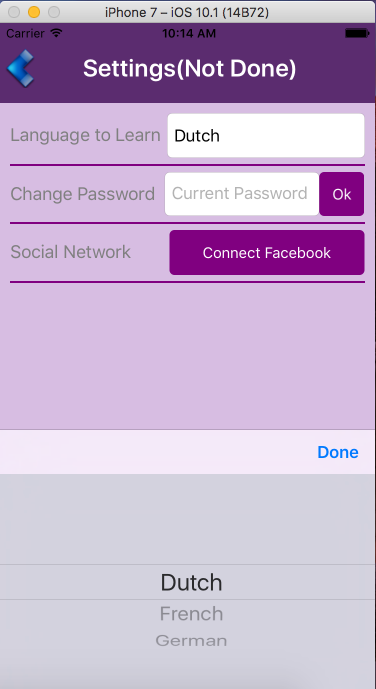 iPhone 7 – iOS 10.1 (14B72)
Carrier 10:14 AM
Settings(Not Done)
Language to Learn Dutch
Change Password Current Password Ok
Social Network Connect Facebook
Done
Dutch
French
German